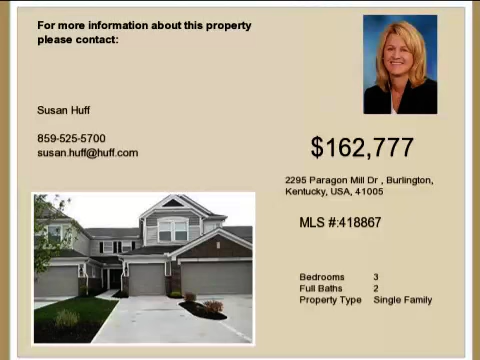 For more information about this property
please contact:
Susan Huff
859-525-5700
susan.huff@huff.com
$162,777
2295 Paragon Mill Dr , Burlington,
Kentucky, USA, 41005
MLS #:418867
Bedrooms 3
Full Baths 2
Property Type Single Family